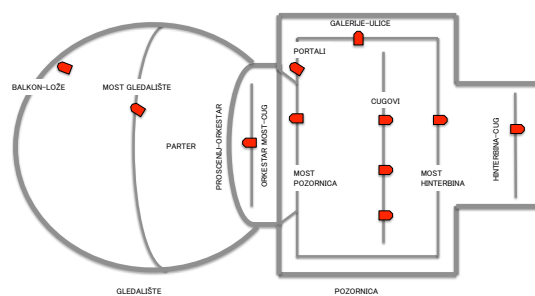 GALERIJE-ULICE
PORTALI
BALKON-LOŽE
MOST GLEDALIŠTE
CUGOVI
PARTER
PROSCENIJ-ORKESTAR
ORKESTAR MOST-CUG
HINTERBINA-CUG
MOST
POZORNICA
MOST
HINTERBINA
GLEDALIŠTE
POZORNICA